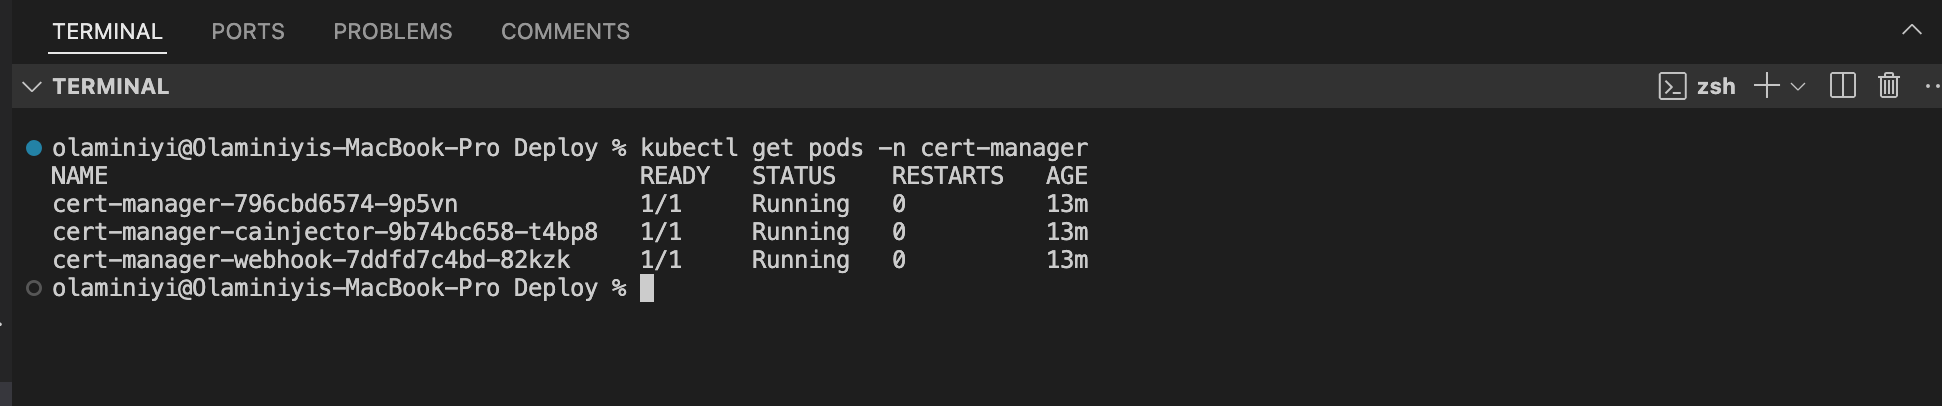 TERMINAL PORTS PROBLEMS COMMENTS
TERMINAL zsh
olaminiyi@Olaminiyis-MacBook-Pro Deploy % kubectl get pods -n cert-manager
NAME READY STATUS RESTARTS AGE
cert-manager-796cbd6574-9p5vn 1/1 Running 0 13m
cert-manager-cainjector-9b74bc658-t4bp8 1/1 Running 0 13m
cert-manager-webhook-7ddfd7c4bd-82kzk 1/1 Running 0 13m
olaminiyi@Olaminiyis-MacBook-Pro Deploy %